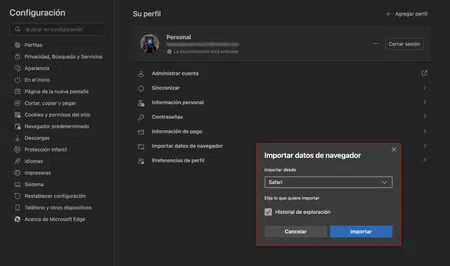 Configuración
Buscar en configuración
Perfiles
Privacidad, Búsqueda y Servicios
Apariencia
En el inicio
Página de la nueva pestaña
Cortar, copiar y pegar
Cookies y permisos del sitio
Navegador predeterminado
Descargas
Protección infantil
Idiomas
Impresoras
Sistema
Restablecer configuración
Teléfono y otros dispositivos
Acerca de Microsoft Edge
Su perfil
Agregar perfil
Personal
La sincronización está activada
Cerrar sesión
Administrar cuenta
Sincronizar
Información personal
Contraseñas
Información de pago
Importar datos de navegador
Preferencias de perfil
Importar datos de navegador
Importar desde
Safari
Elija lo que quiere importar
Historial de exploración
Cancelar
Importar